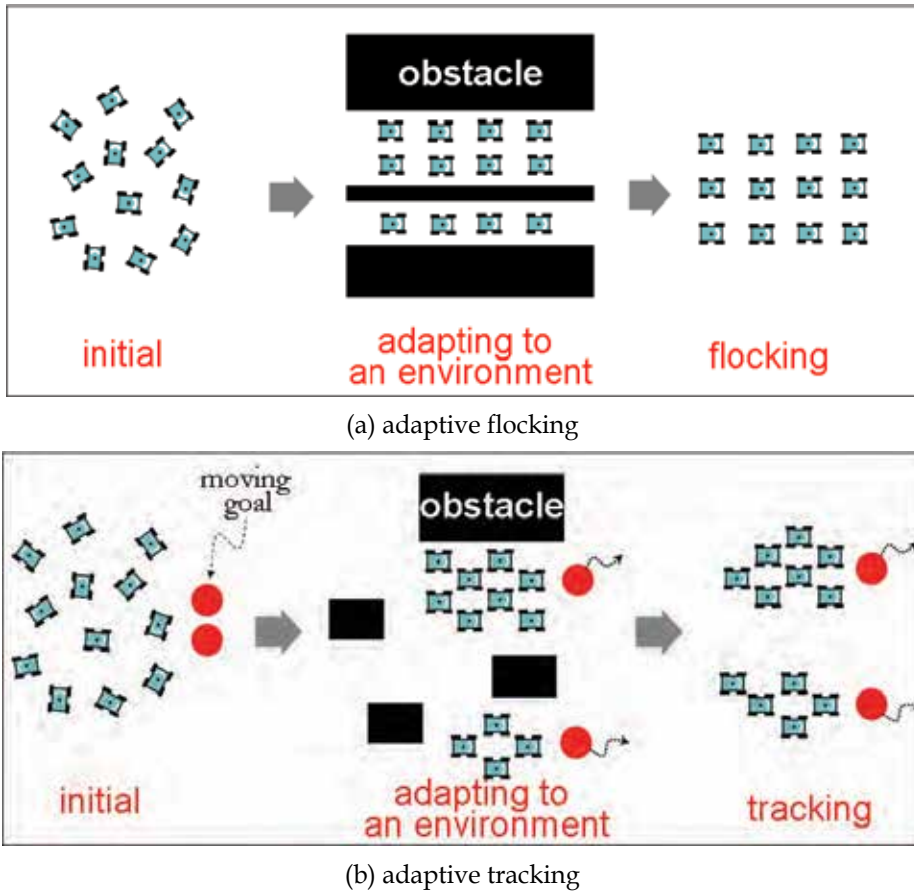 obstacle
initial
adapting to
an environment
flocking
(a) adaptive flocking
moving
goal
obstacle
initial
adapting to
an environment
tracking
(b) adaptive tracking